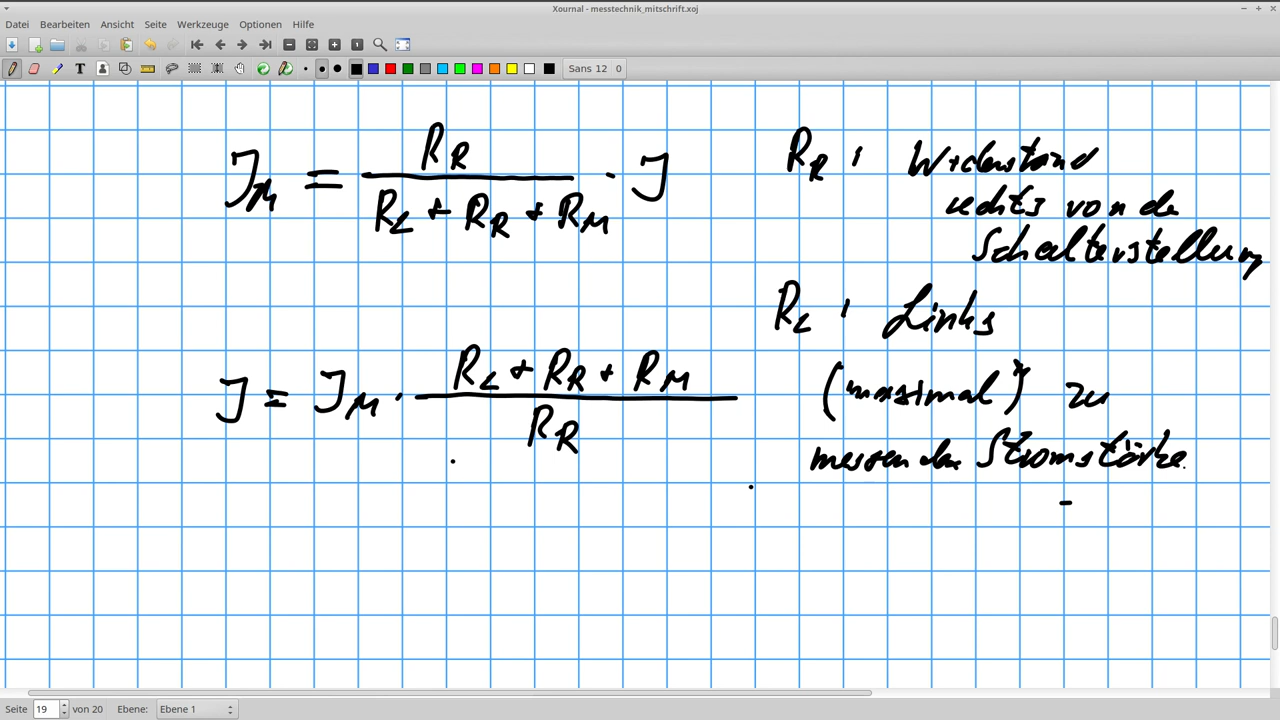 Xournal - messtechnik_mitschrift.xoj
Datei Bearbeiten Ansicht Seite Werkzeuge Optionen Hilfe
Sans 12 0
I_M = R_R / (R_L + R_R + R_M) · I
R_R : Widerstand
rechts von der
Schalterstellung
R_L : Links
I = I_M · (R_L + R_R + R_M) / R_R
(maximal) zu
messende Stromstärke.
Seite 19 von 20 Ebene: Ebene 1